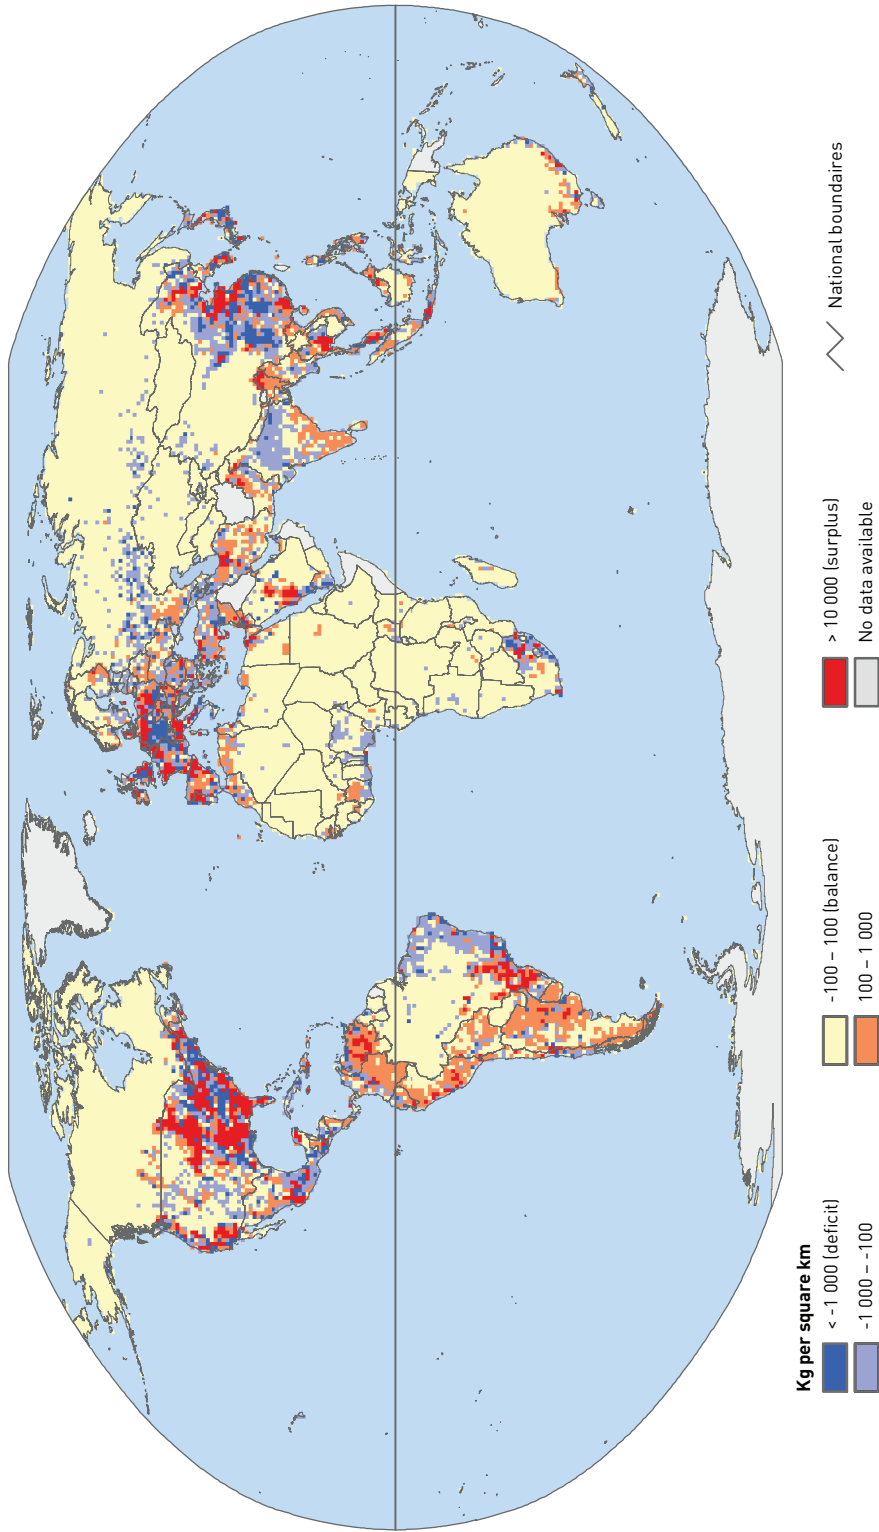 Kg per square km
< -1 000 (deficit)
-1 000 – -100
-100 – 100 (balance)
100 – 1 000
> 10 000 (surplus)
No data available
National boundaires